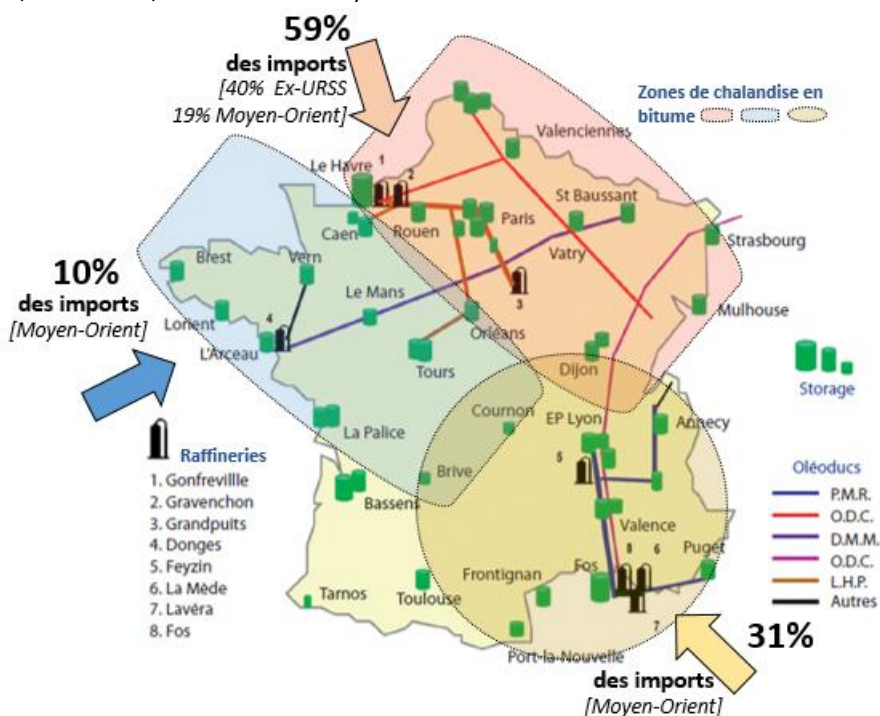 59%
des imports
[40% Ex-URSS
19% Moyen-Orient]
Zones de chalandise en
bitume
Valenciennes
Le Havre
1
2
St Baussant
Paris
Caen
Rouen
Strasbourg
Vatry
Brest
Vern
10%
des imports
[Moyen-Orient]
Le Mans
3
Mulhouse
Lorient
4
Orléans
L'Arceau
Dijon
Tours
Storage
Cournon
EP Lyon
Annecy
La Palice
Raffineries
5
Oléoducs
1. Gonfrevillle
Brive
P.M.R.
2. Gravenchon
Bassens
O.D.C.
3. Grandpuits
Valence
D.M.M.
4. Donges
8
6
Puget
O.D.C.
5. Feyzin
Frontignan
Fos
L.H.P.
6. La Mède
Tarnos
Toulouse
Autres
7. Lavéra
7
8. Fos
31%
Port-la-Nouvelle
des imports
[Moyen-Orient]